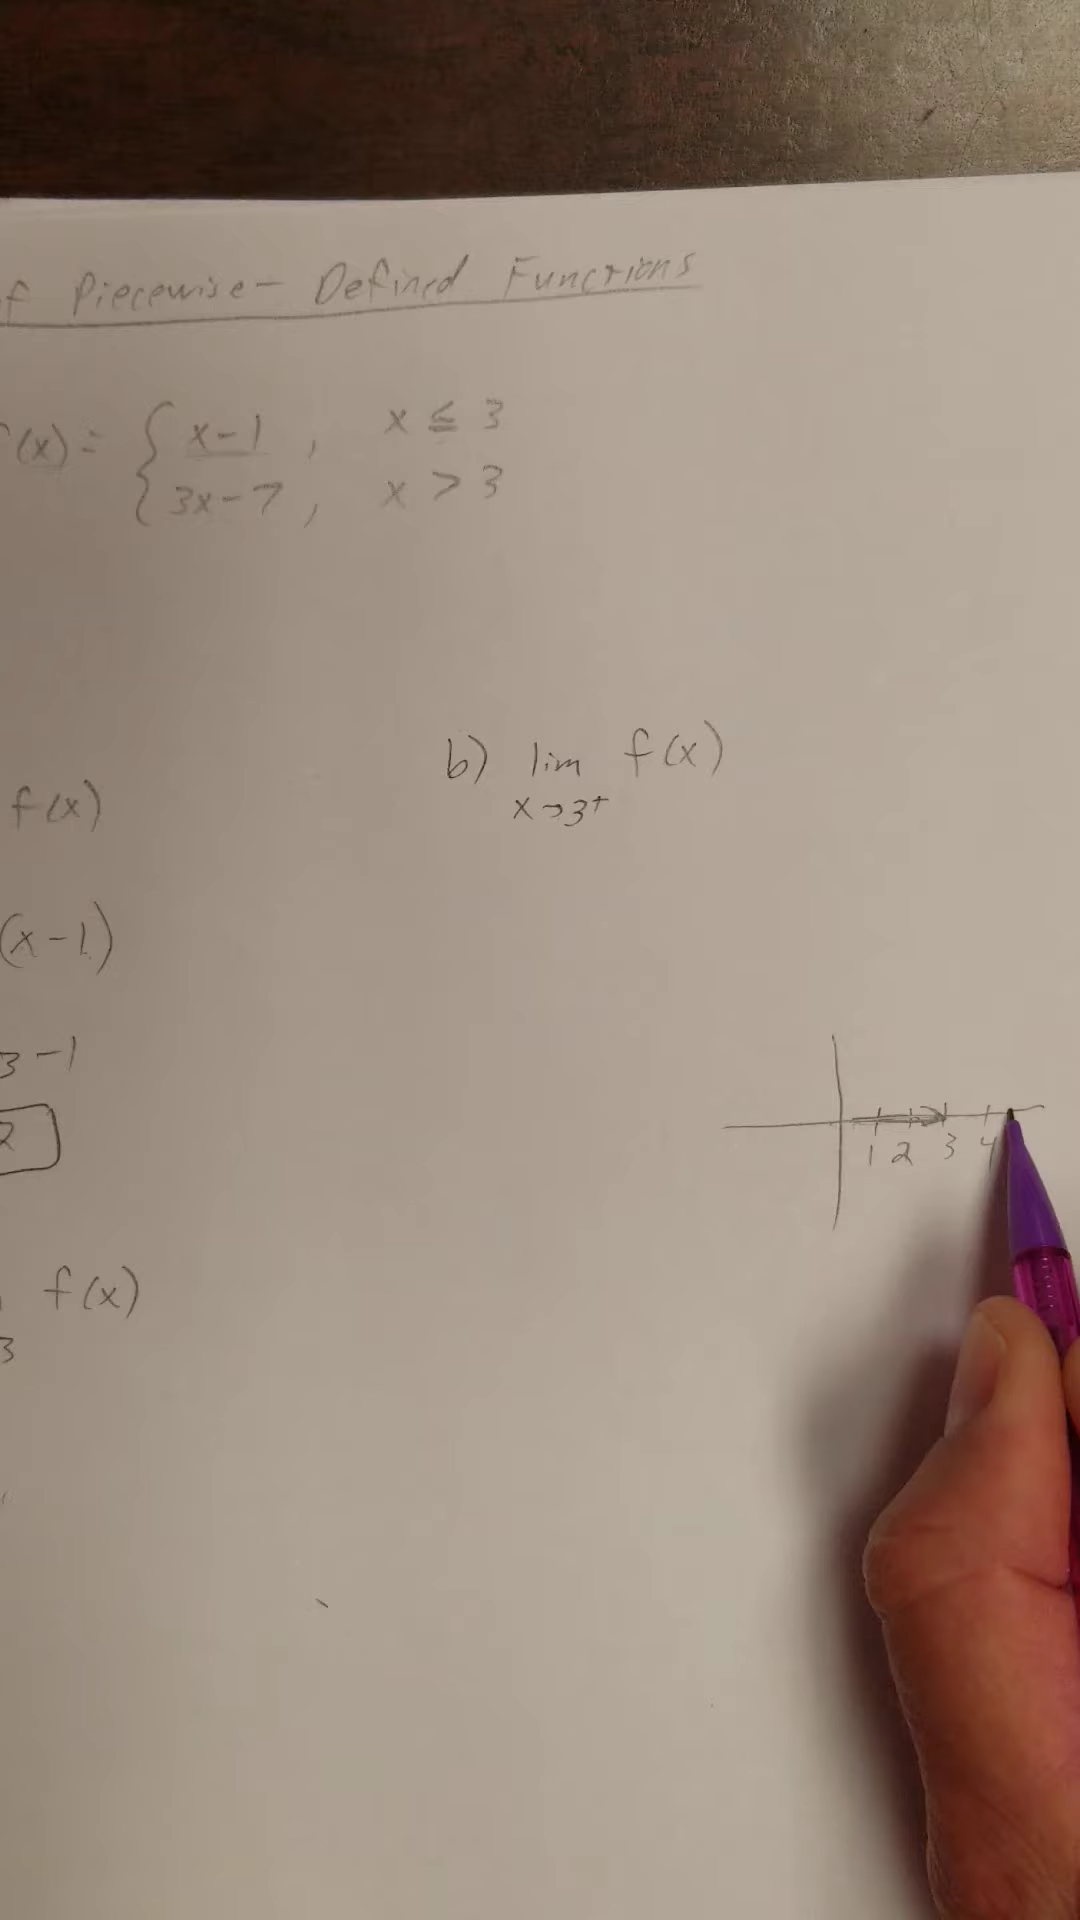 f Piecewise- Defined Functions
f(x) = { x-1 , x ≤ 3
3x-7 , x > 3
b) lim f(x)
x→3⁺
f(x)
(x-1)
3-1
2
1 2 3 4
f(x)
3